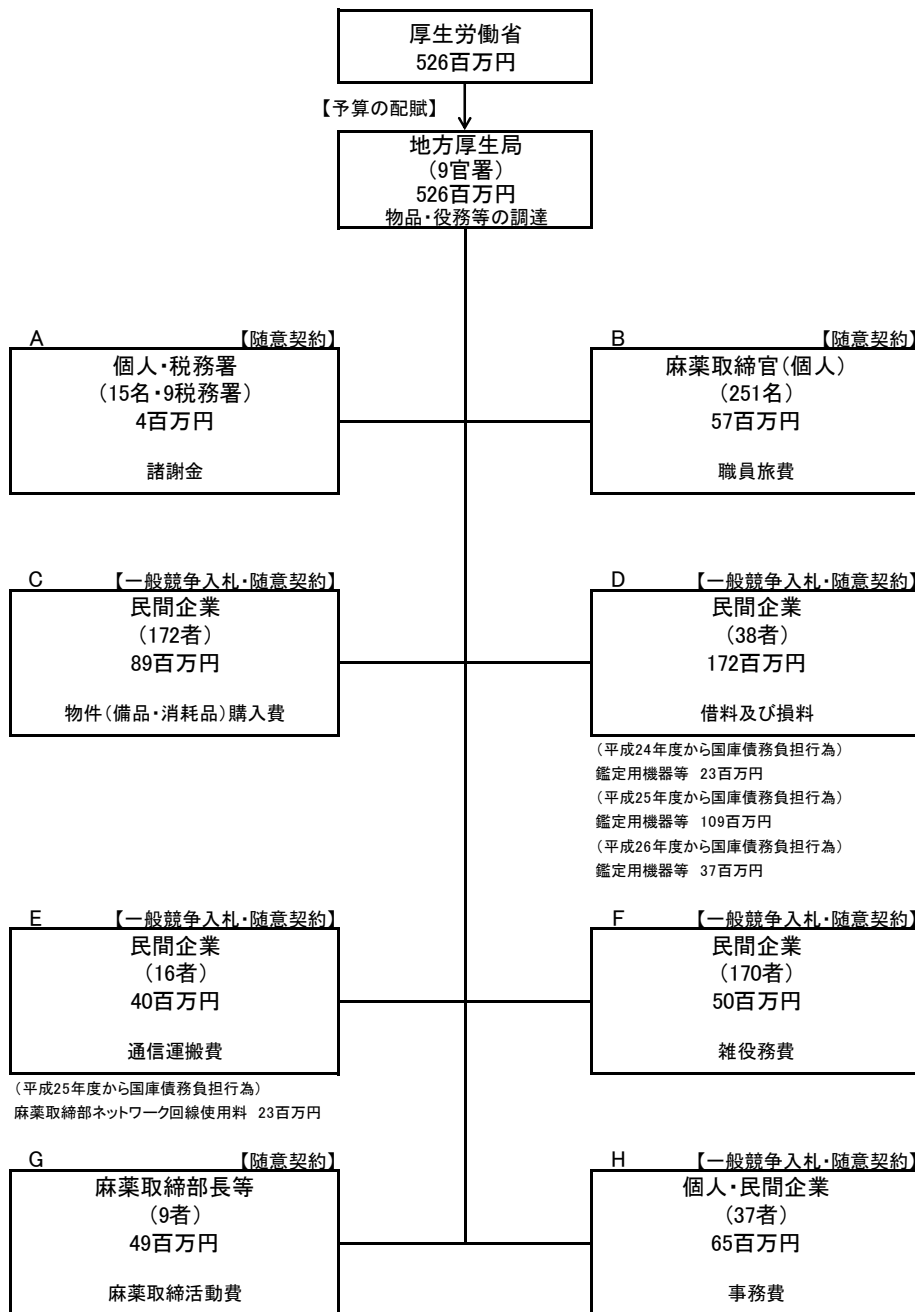 厚生労働省
526百万円
【予算の配賦】
地方厚生局
(9官署)
526百万円
物品・役務等の調達
A 【随意契約】
個人・税務署
(15名・9税務署)
4百万円
諸謝金
B 【随意契約】
麻薬取締官(個人)
(251名)
57百万円
職員旅費
C 【一般競争入札・随意契約】
民間企業
(172者)
89百万円
物件(備品・消耗品)購入費
D 【一般競争入札・随意契約】
民間企業
(38者)
172百万円
借料及び損料
(平成24年度から国庫債務負担行為)
鑑定用機器等 23百万円
(平成25年度から国庫債務負担行為)
鑑定用機器等 109百万円
(平成26年度から国庫債務負担行為)
鑑定用機器等 37百万円
E 【一般競争入札・随意契約】
民間企業
(16者)
40百万円
通信運搬費
(平成25年度から国庫債務負担行為)
麻薬取締部ネットワーク回線使用料 23百万円
F 【一般競争入札・随意契約】
民間企業
(170者)
50百万円
雑役務費
G 【随意契約】
麻薬取締部長等
(9者)
49百万円
麻薬取締活動費
H 【一般競争入札・随意契約】
個人・民間企業
(37者)
65百万円
事務費